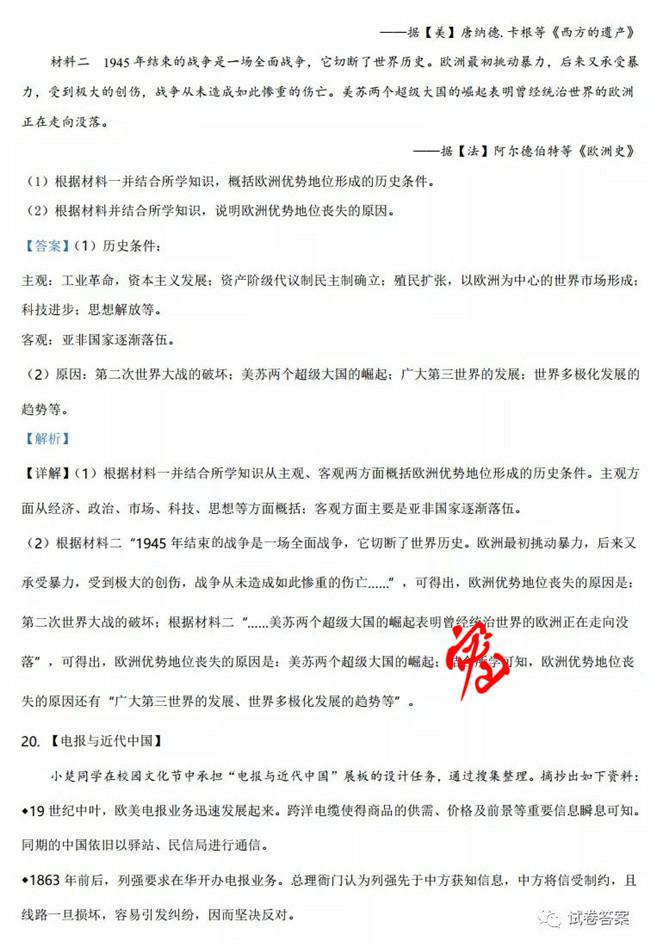 ——据【美】唐纳德.卡根等《西方的遗产》
材料二 1945年结束的战争是一场全面战争，它切断了世界历史。欧洲最初挑动暴力，后来又承受暴
力，受到极大的创伤，战争从未造成如此惨重的伤亡。美苏两个超级大国的崛起表明曾经统治世界的欧洲
正在走向没落。
——据【法】阿尔德伯特等《欧洲史》
（1）根据材料一并结合所学知识，概括欧洲优势地位形成的历史条件。
（2）根据材料并结合所学知识，说明欧洲优势地位丧失的原因。
【答案】（1）历史条件：
主观：工业革命，资本主义发展；资产阶级代议制民主制确立；殖民扩张，以欧洲为中心的世界市场形成；
科技进步；思想解放等。
客观：亚非国家逐渐落伍。
（2）原因：第二次世界大战的破坏；美苏两个超级大国的崛起；广大第三世界的发展；世界多极化发展的
趋势等。
【解析】
【详解】（1）根据材料一并结合所学知识从主观、客观两方面概括欧洲优势地位形成的历史条件。主观方
面从经济、政治、市场、科技、思想等方面概括；客观方面主要是亚非国家逐渐落伍。
（2）根据材料二“1945年结束的战争是一场全面战争，它切断了世界历史。欧洲最初挑动暴力，后来又
承受暴力，受到极大的创伤，战争从未造成如此惨重的伤亡……”，可得出，欧洲优势地位丧失的原因是：
第二次世界大战的破坏；根据材料二“……美苏两个超级大国的崛起表明曾经统治世界的欧洲正在走向没
落”，可得出，欧洲优势地位丧失的原因是：美苏两个超级大国的崛起；学可知，欧洲优势地位丧
失的原因还有“广大第三世界的发展、世界多极化发展的趋势等”。
20. 【电报与近代中国】
小楚同学在校园文化节中承担“电报与近代中国”展板的设计任务，通过搜集整理。摘抄出如下资料：
◆19世纪中叶，欧美电报业务迅速发展起来。跨洋电缆使得商品的供需、价格及前景等重要信息瞬息可知。
同期的中国依旧以驿站、民信局进行通信。
◆1863年前后，列强要求在华开办电报业务。总理衙门认为列强先于中方获知信息，中方将信受制约，且
线路一旦损坏，容易引发纠纷，因而坚决反对。
试卷答案